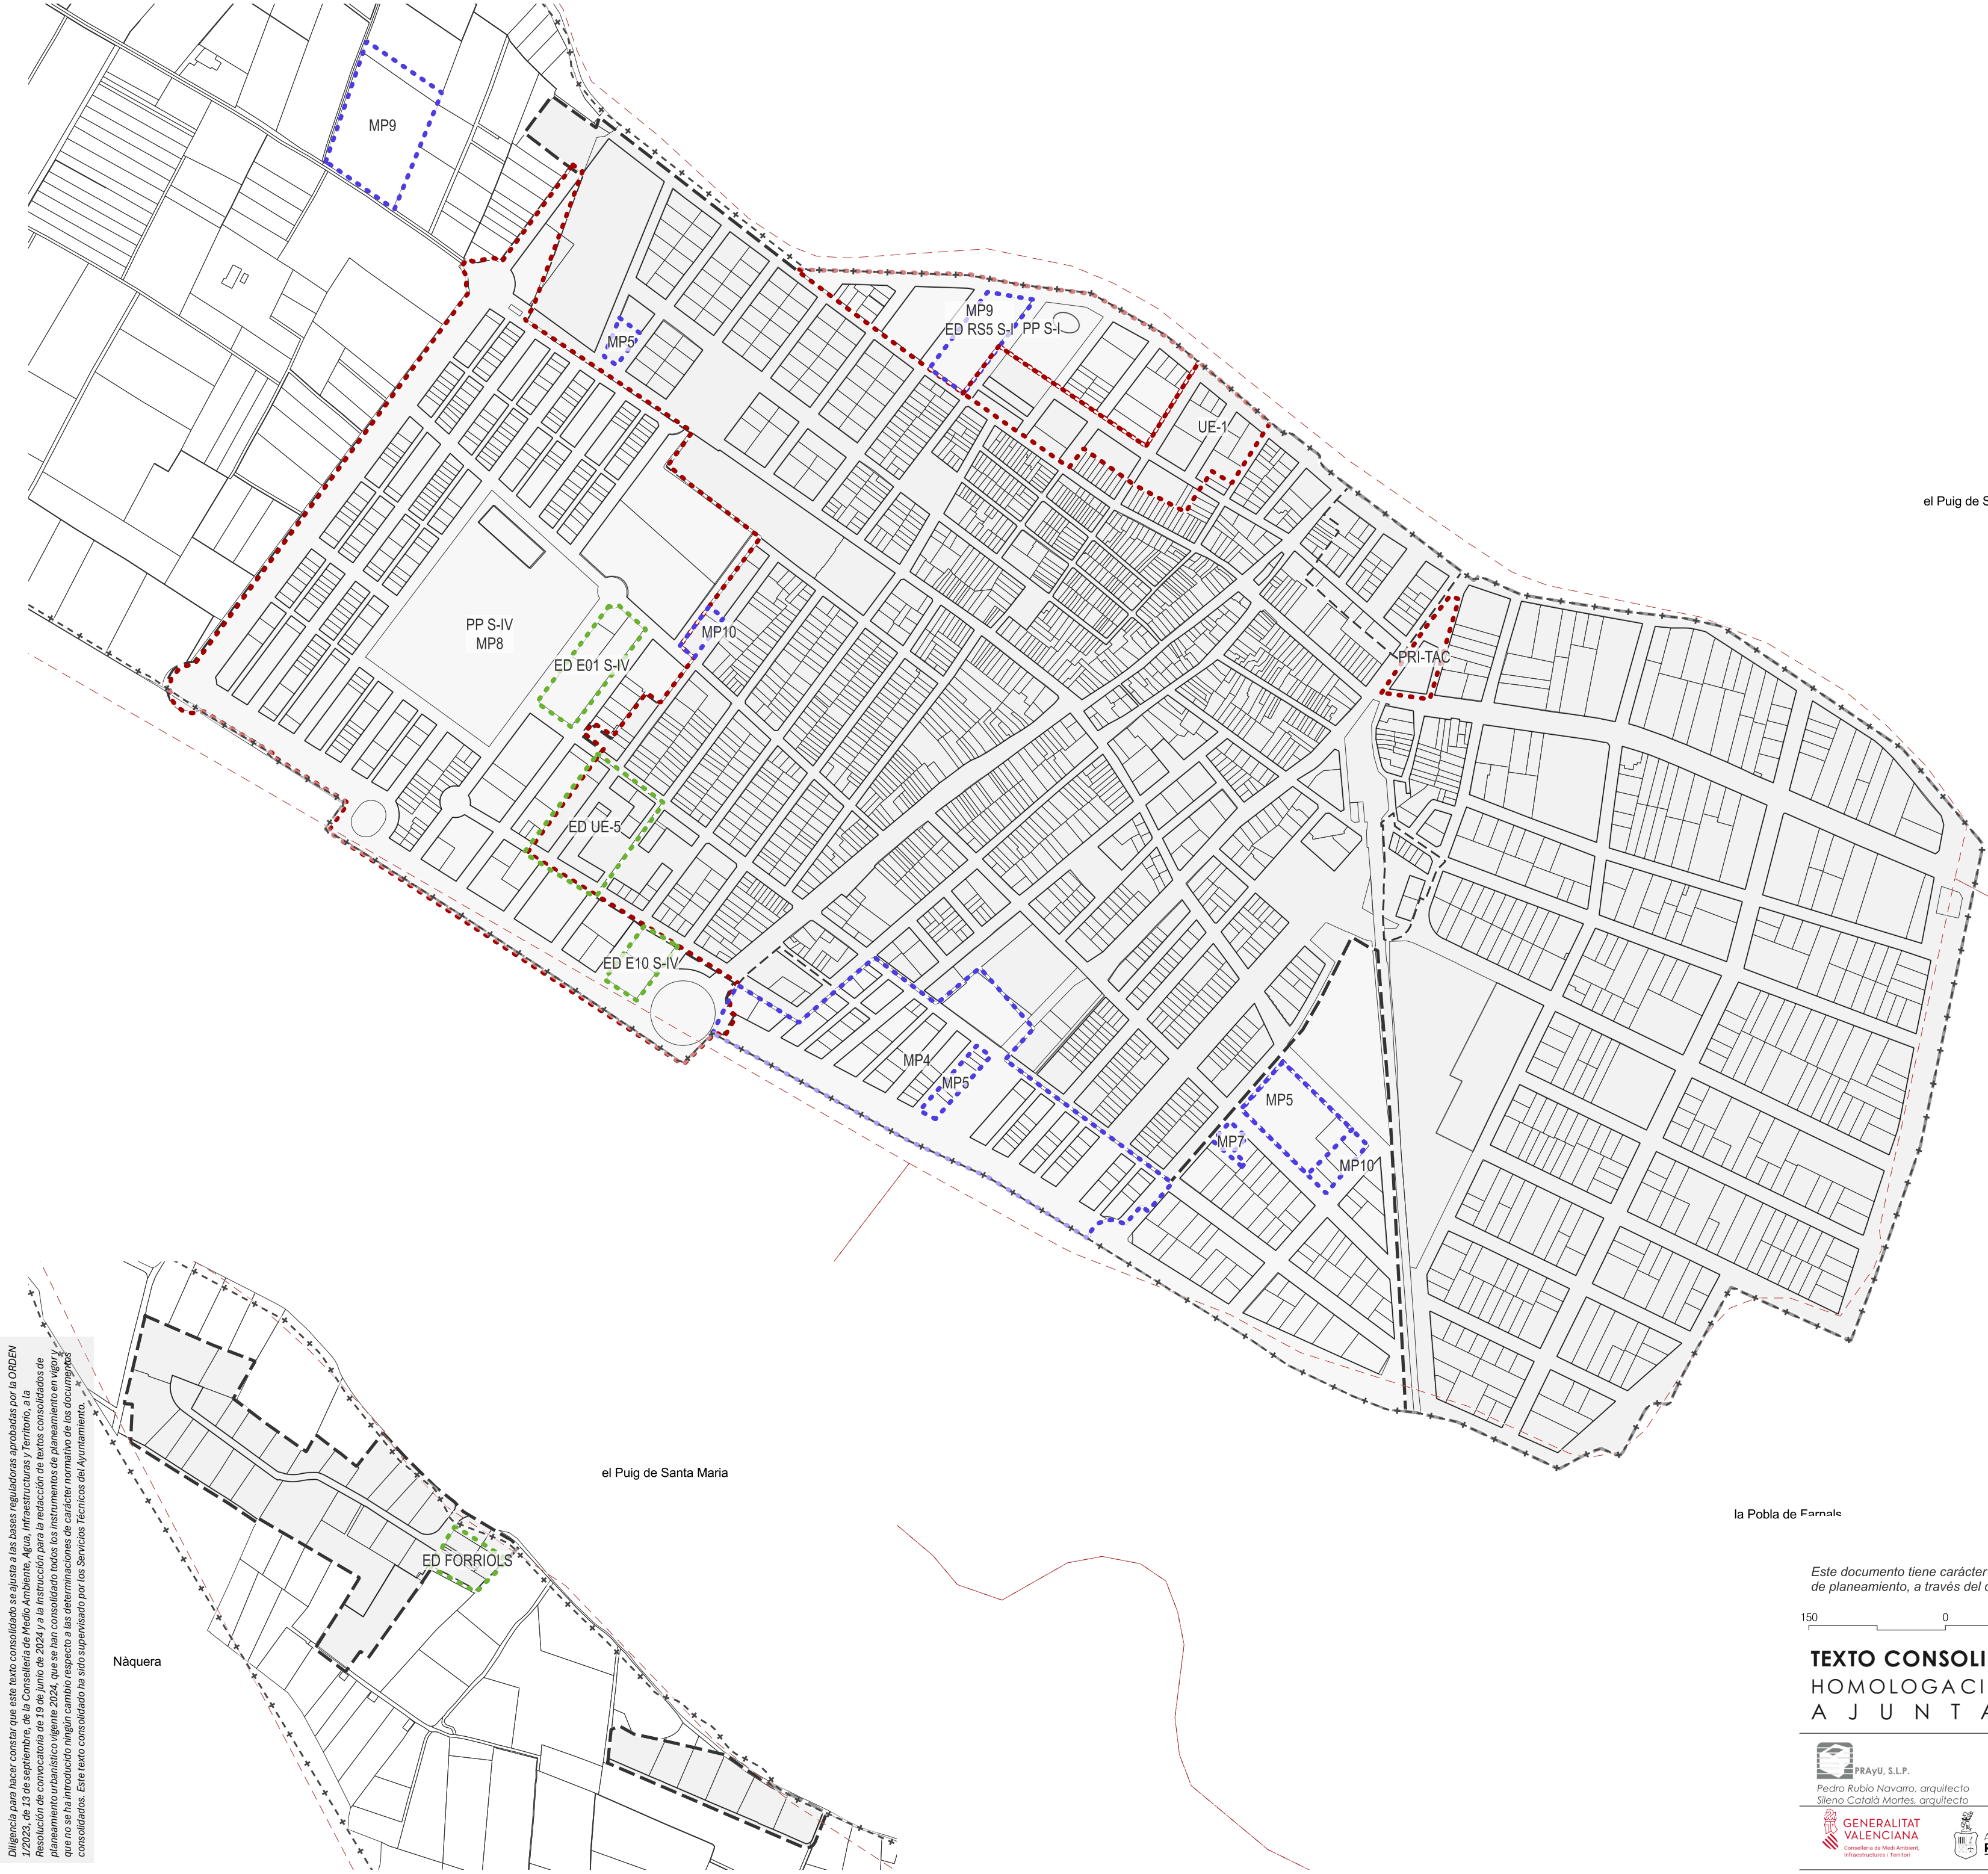 MP9
MP9
ED RS5 S-I
PP S-I
MP5
UE-1
el Puig de S
PP S-IV
MP8
MP10
ED E01 S-IV
PRI-TAC
ED UE-5
ED E10 S-IV
MP4
MP5
MP5
MP7
MP10
el Puig de Santa Maria
la Pobla de Farnals
ED FORRIOLS
Nàquera
Diligencia para hacer constar que este texto consolidado se ajusta a las bases reguladoras aprobadas por la ORDEN
1/2023, de 13 de septiembre, de la Conselleria de Medio Ambiente, Agua, Infraestructuras y Territorio, a la
Resolución de convocatoria de 19 de junio de 2024 y a la Instrucción para la redacción de textos consolidados de
planeamiento urbanístico vigente 2024, que se han consolidado todos los instrumentos de planeamiento en vigor y
que no se ha introducido ningún cambio respecto a las determinaciones de carácter normativo de los documentos
consolidados. Este texto consolidado ha sido supervisado por los Servicios Técnicos del Ayuntamiento.
Este documento tiene carácter
de planeamiento, a través del
150 0
TEXTO CONSOLI
HOMOLOGACI
AJUNTA
PRAyU, S.L.P.
Pedro Rubio Navarro, arquitecto
Sileno Català Mortes, arquitecto
GENERALITAT
VALENCIANA
Conselleria de Medi Ambient,
Infraestructures i Territori